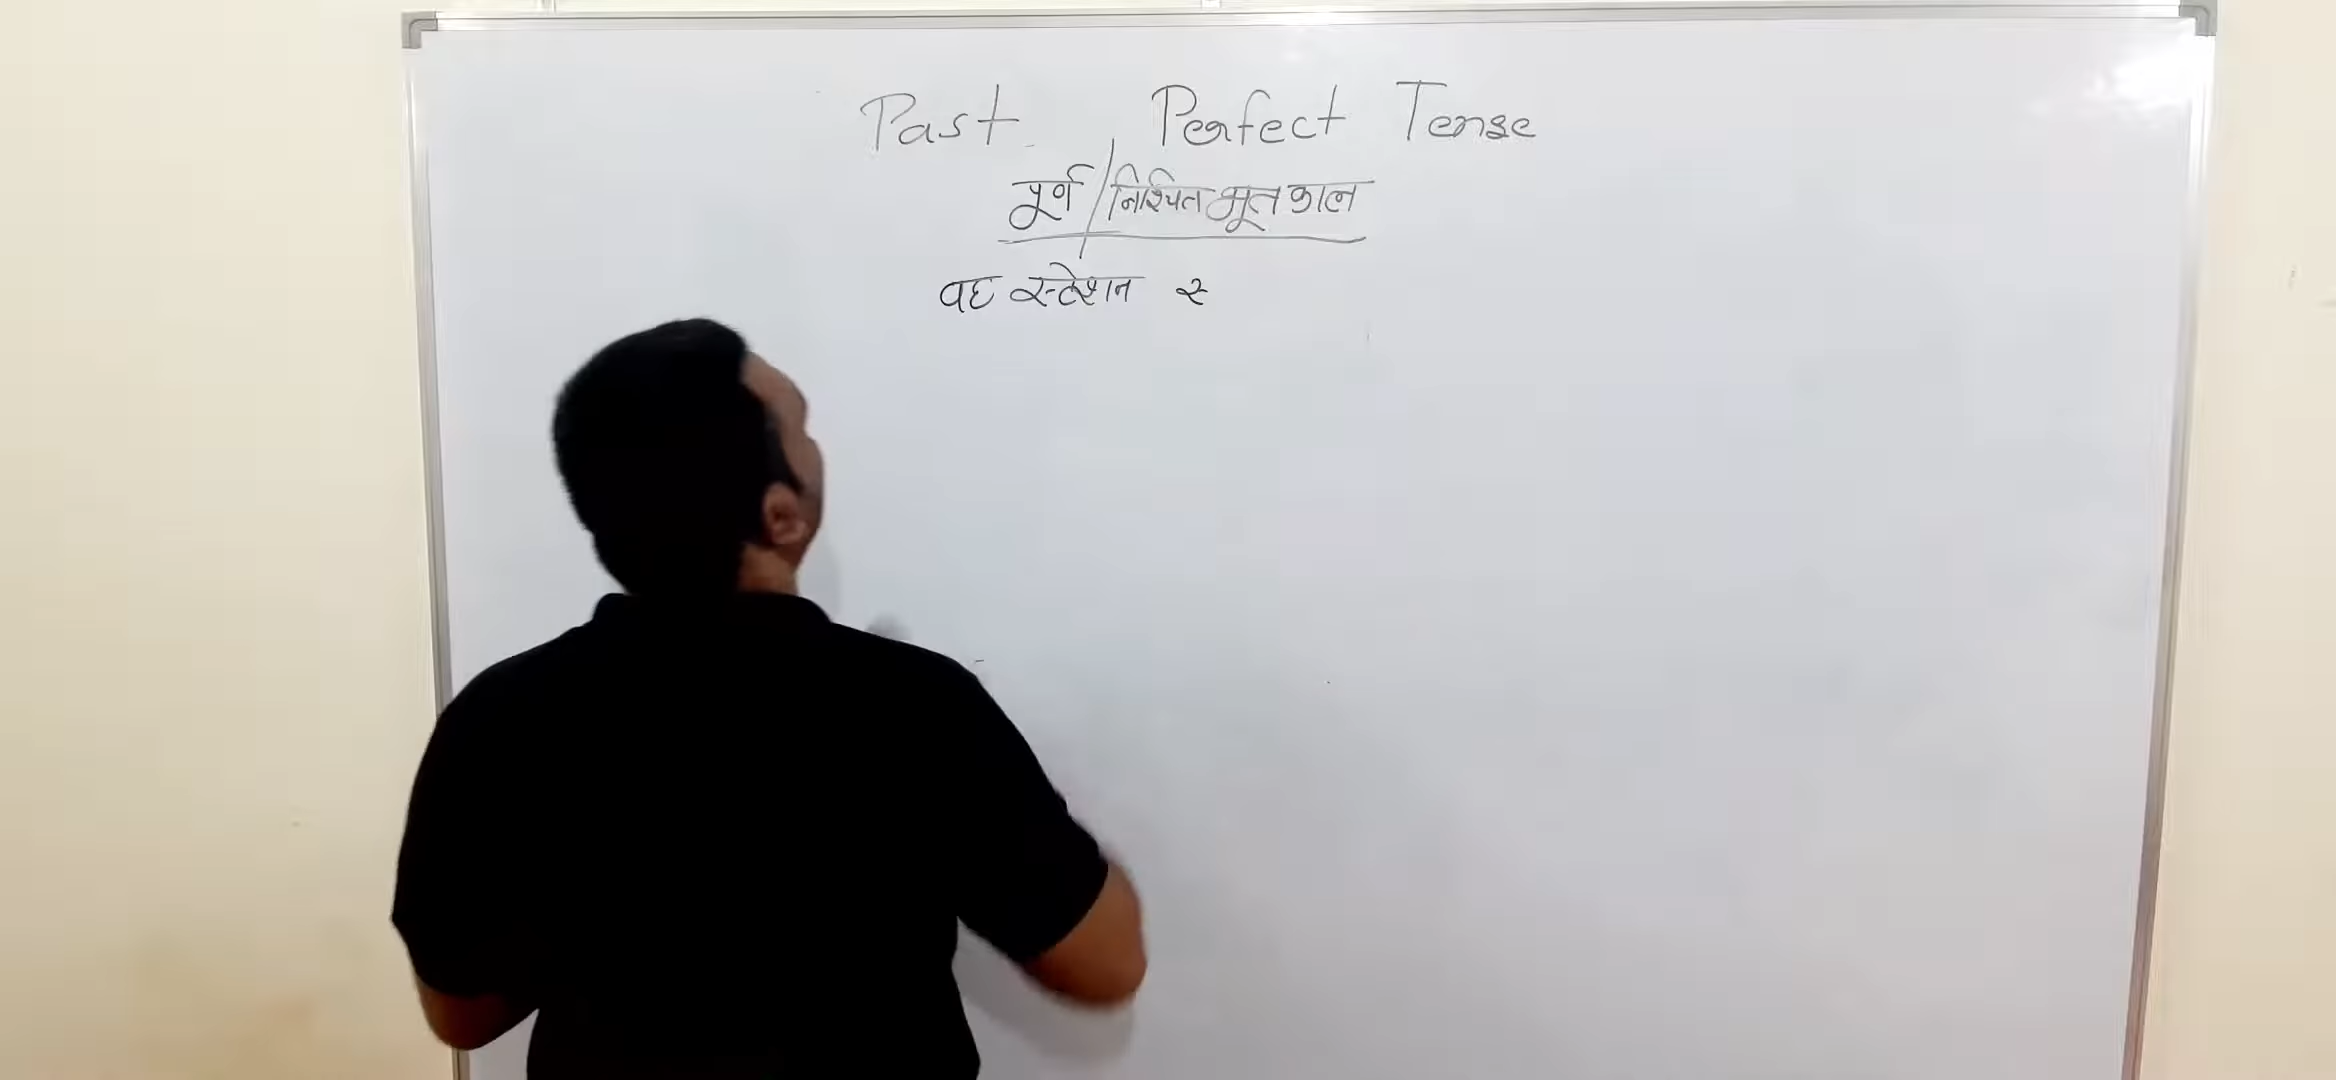 Past Perfect Tense
पूर्ण / निश्चित भूतकाल
वह स्टेशन स